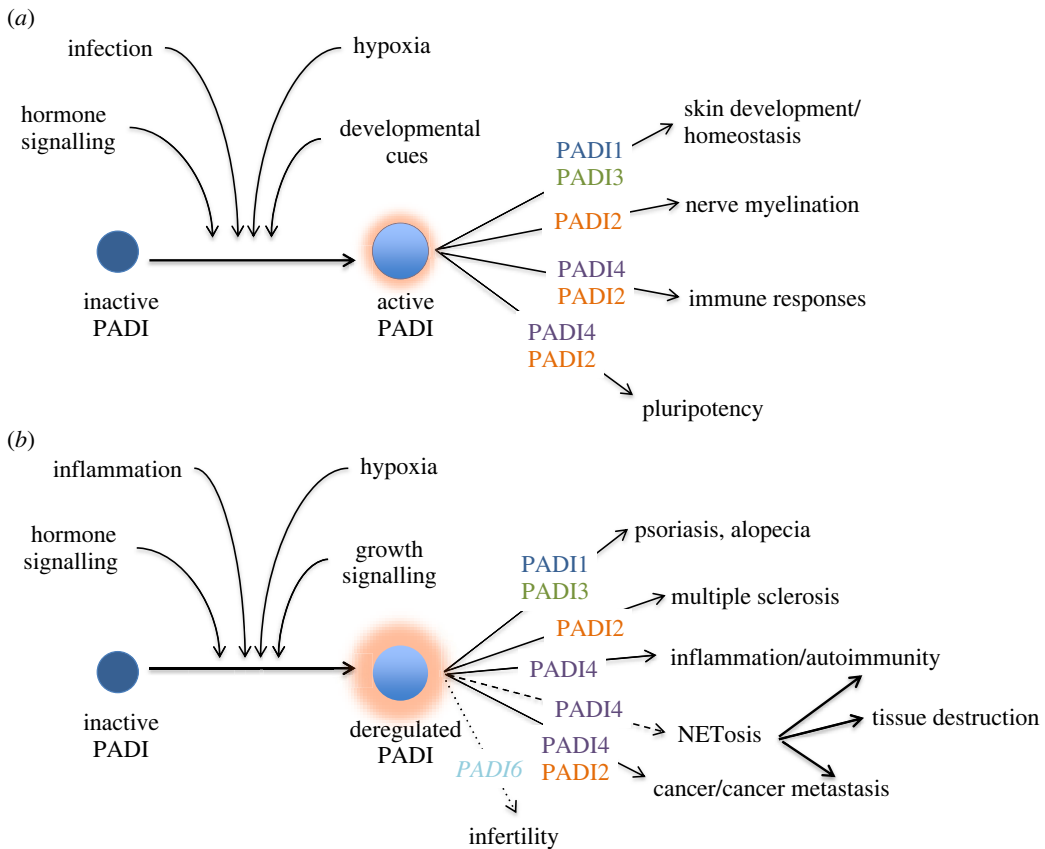 (a)
infection
hypoxia
hormone
signalling
developmental
cues
skin development/
homeostasis
PADI1
PADI3
nerve myelination
PADI2
PADI4
PADI2
immune responses
inactive
PADI
active
PADI
PADI4
PADI2
pluripotency
(b)
inflammation
hypoxia
hormone
signalling
growth
signalling
psoriasis, alopecia
PADI1
PADI3
multiple sclerosis
PADI2
inflammation/autoimmunity
PADI4
PADI4
NETosis
tissue destruction
inactive
PADI
deregulated
PADI
PADI4
PADI2
PADI6
cancer/cancer metastasis
infertility